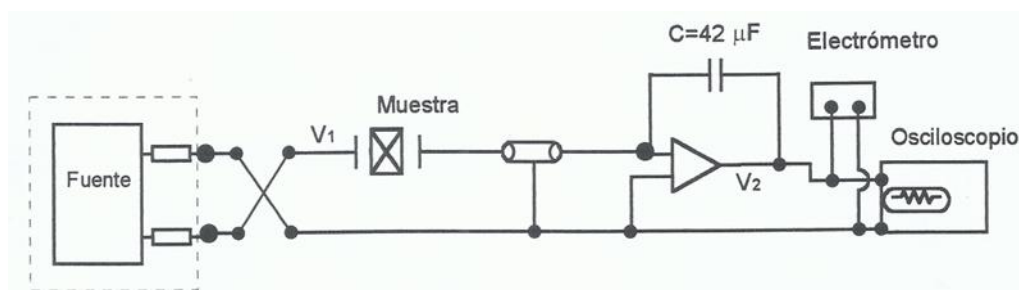 C=42 μF
Electrómetro
Muestra
V1
Osciloscopio
Fuente
V2